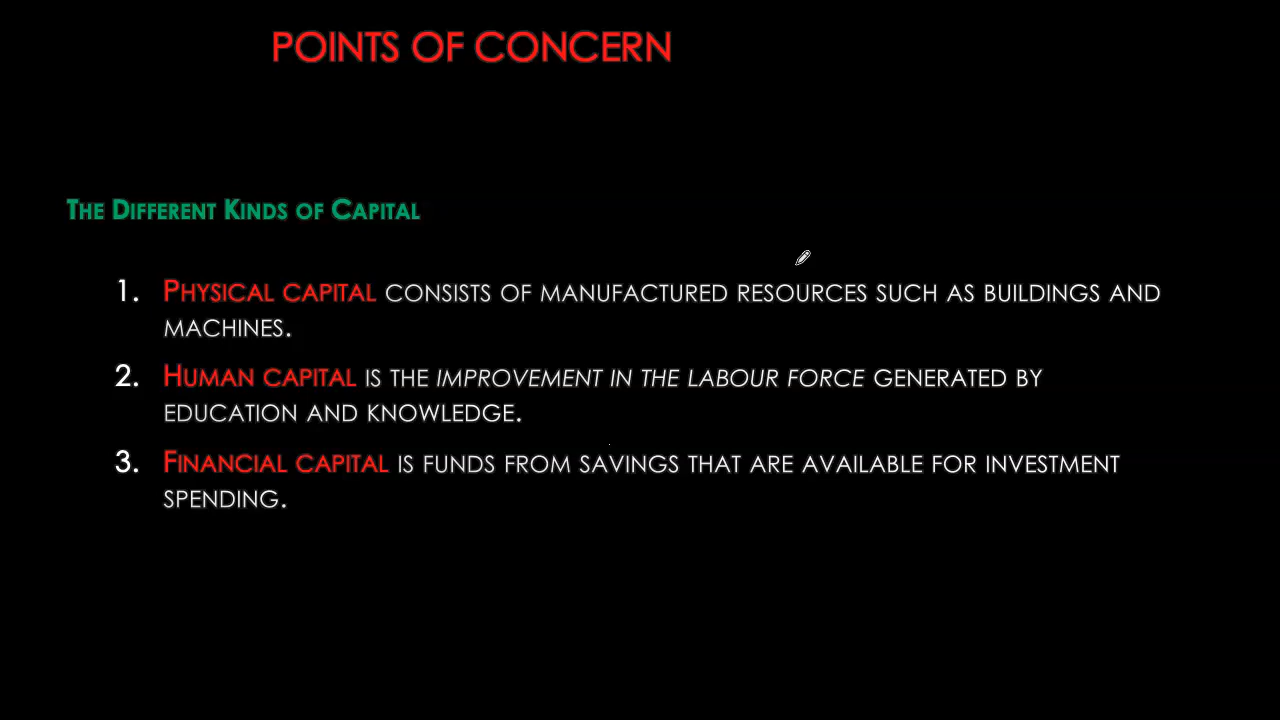 POINTS OF CONCERN
The Different Kinds of Capital
1. Physical capital consists of manufactured resources such as buildings and
machines.
2. Human capital is the improvement in the labour force generated by
education and knowledge.
3. Financial capital is funds from savings that are available for investment
spending.